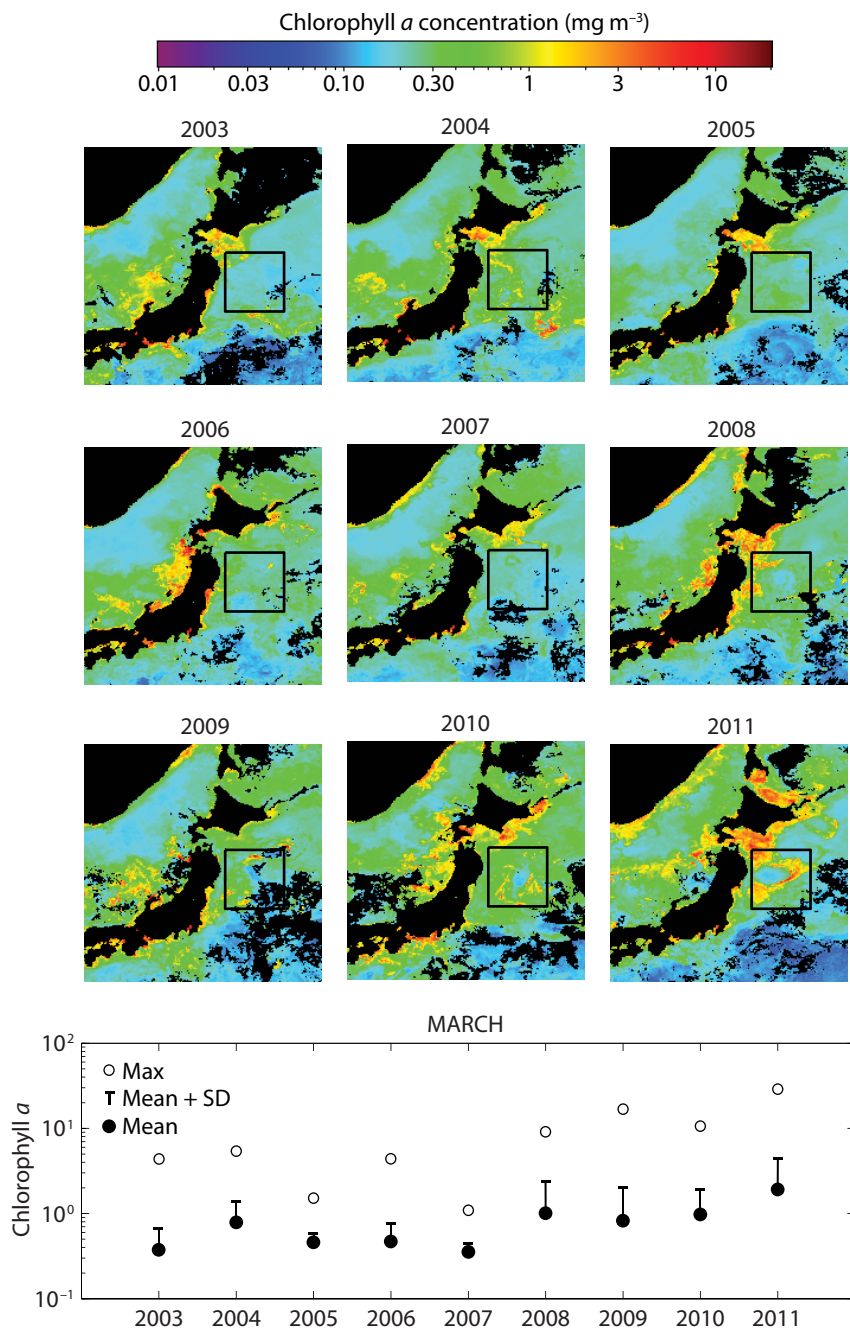 Chlorophyll a concentration (mg m⁻³)
0.01 0.03 0.10 0.30 1 3 10
2003 2004 2005
2006 2007 2008
2009 2010 2011
MARCH
10²
Max
Mean + SD
10¹
Mean
Chlorophyll a
10⁰
10⁻¹
2003 2004 2005 2006 2007 2008 2009 2010 2011